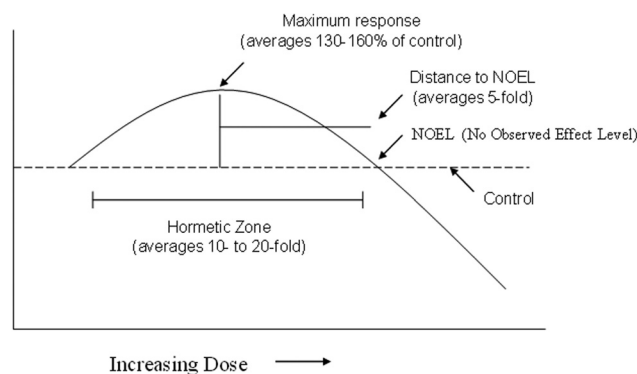 Maximum response
(averages 130-160% of control)
Distance to NOEL
(averages 5-fold)
NOEL (No Observed Effect Level)
Control
Hormetic Zone
(averages 10- to 20-fold)
Increasing Dose